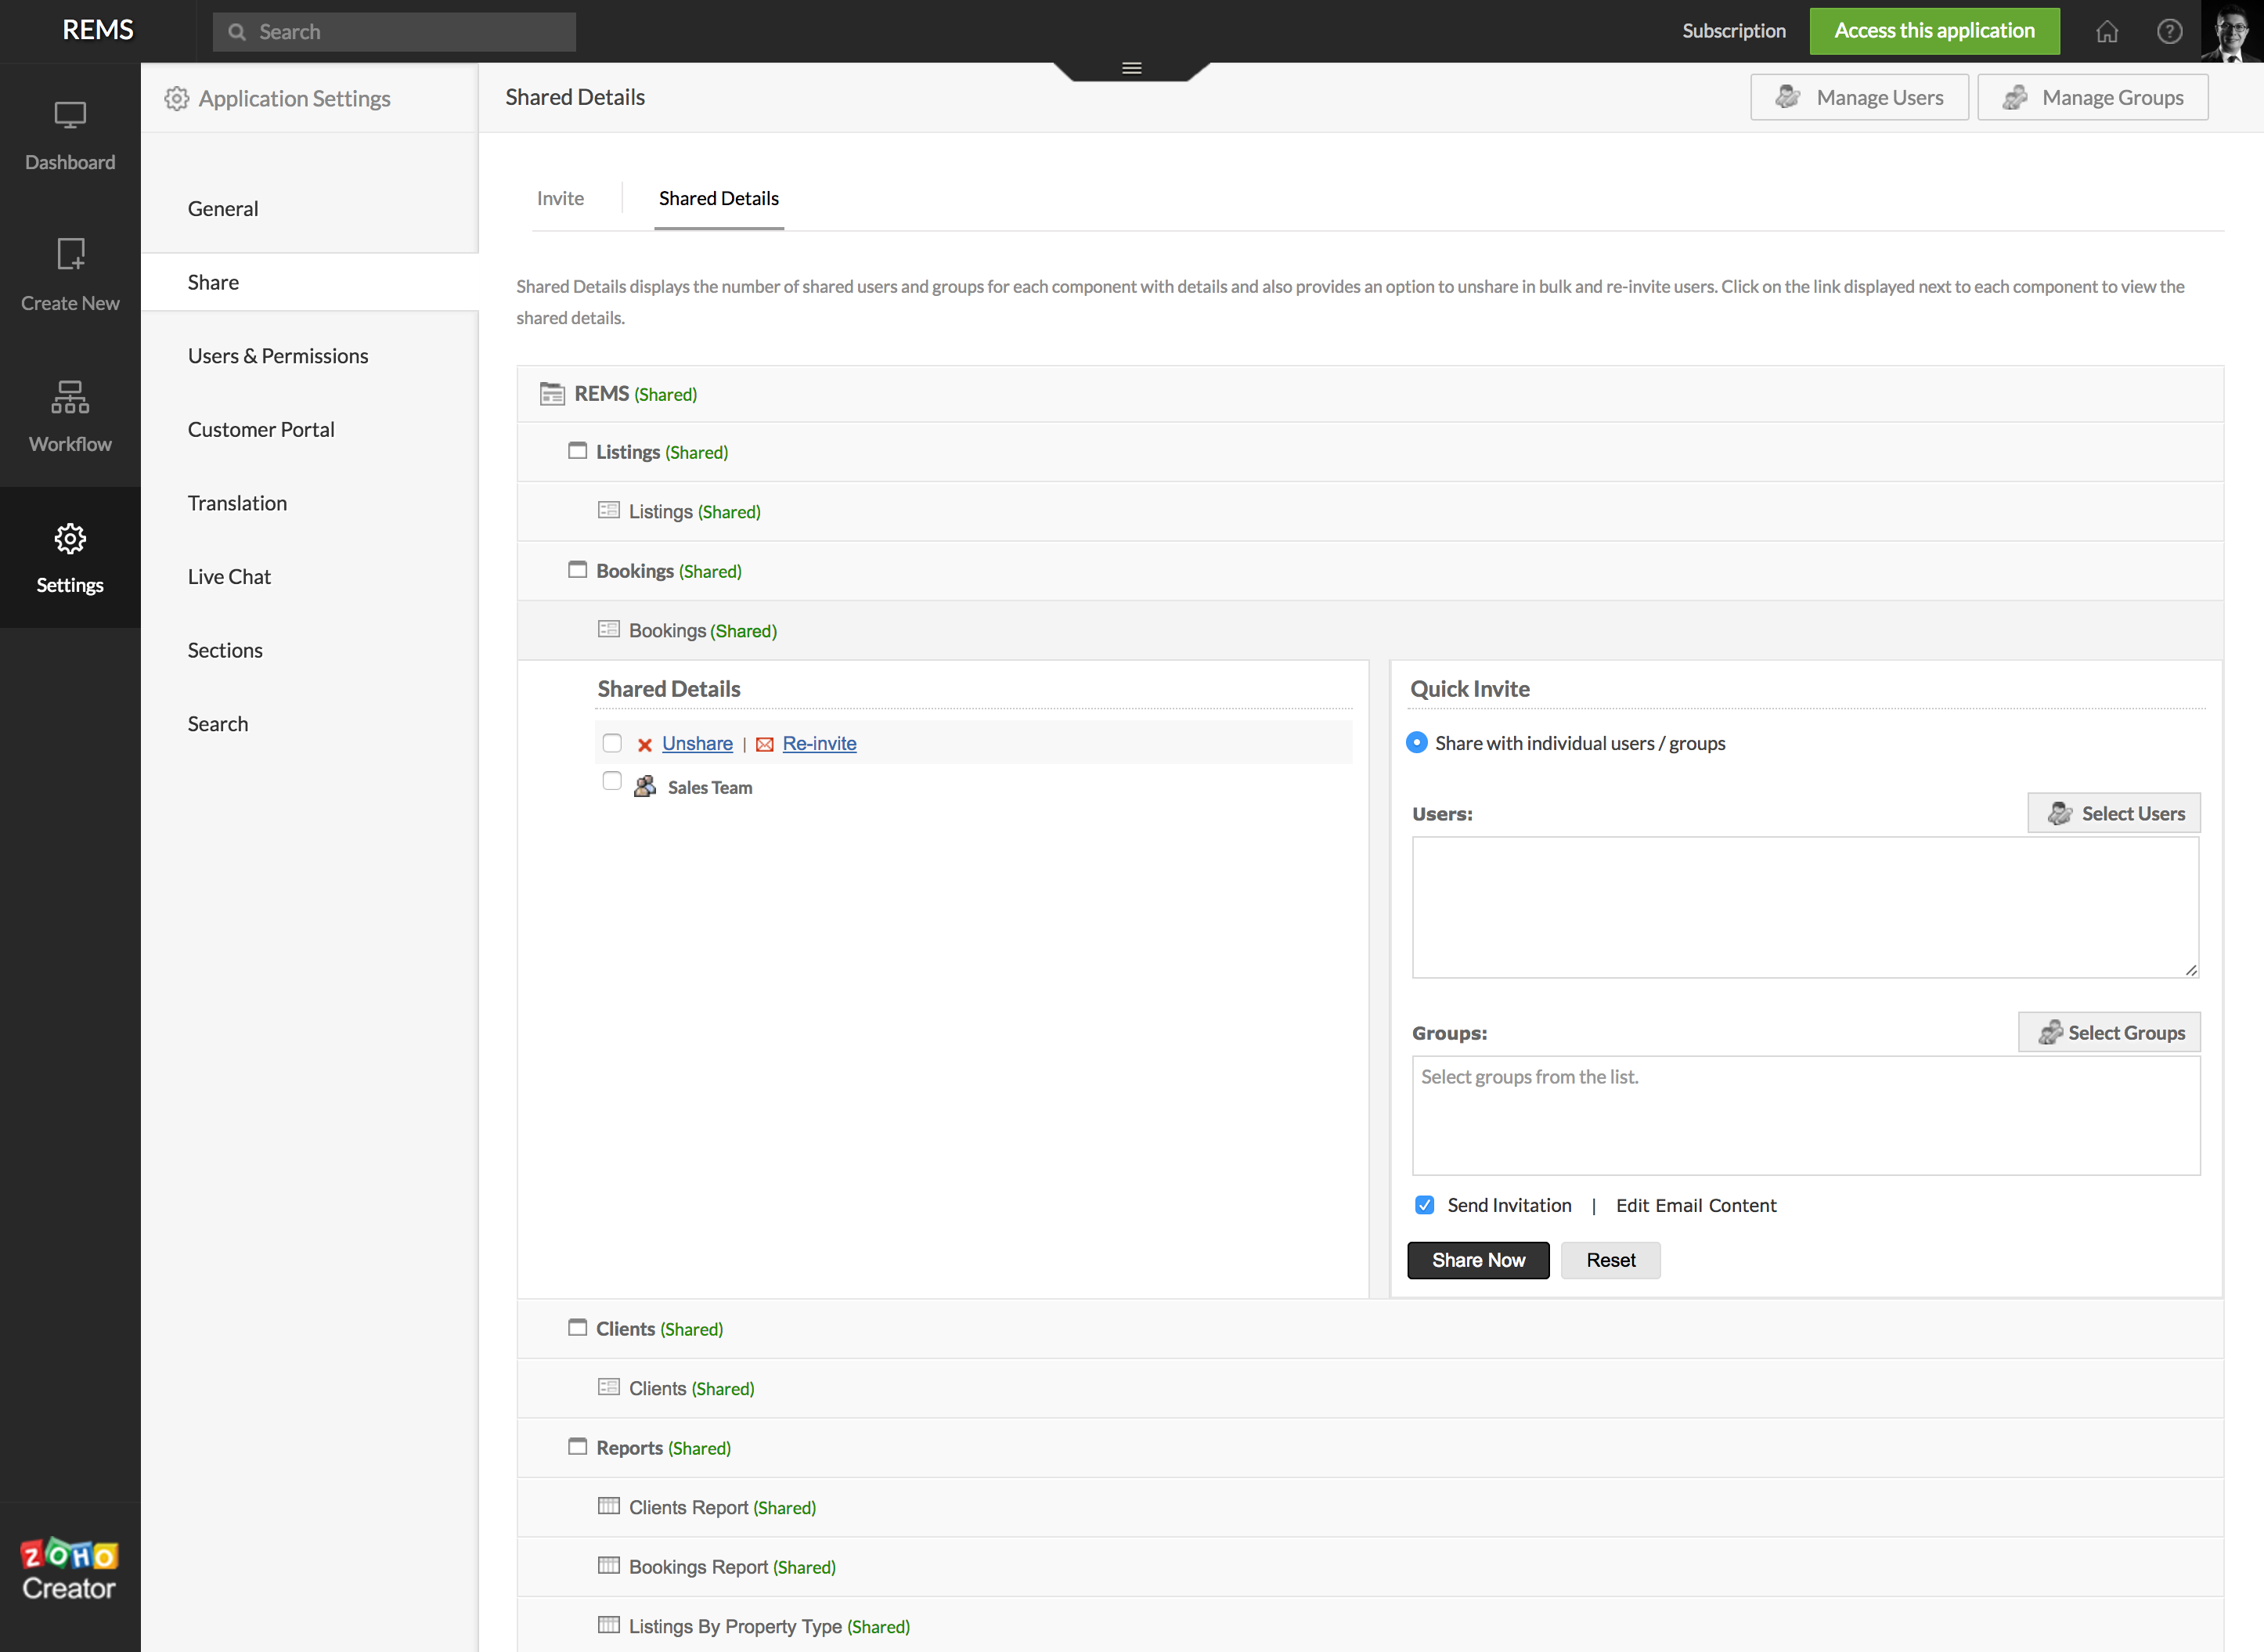 REMS
Search
Subscription
Access this application
Application Settings
Shared Details
Manage Users
Manage Groups
Dashboard
Create New
Workflow
Settings
General
Share
Users & Permissions
Customer Portal
Translation
Live Chat
Sections
Search
Invite
Shared Details
Shared Details displays the number of shared users and groups for each component with details and also provides an option to unshare in bulk and re-invite users. Click on the link displayed next to each component to view the
shared details.
REMS (Shared)
Listings (Shared)
Listings (Shared)
Bookings (Shared)
Bookings (Shared)
Shared Details
Unshare | Re-invite
Sales Team
Quick Invite
Share with individual users / groups
Users:
Select Users
Groups:
Select Groups
Select groups from the list.
Send Invitation | Edit Email Content
Share Now
Reset
Clients (Shared)
Clients (Shared)
Reports (Shared)
Clients Report (Shared)
Bookings Report (Shared)
Listings By Property Type (Shared)
ZOHO
Creator